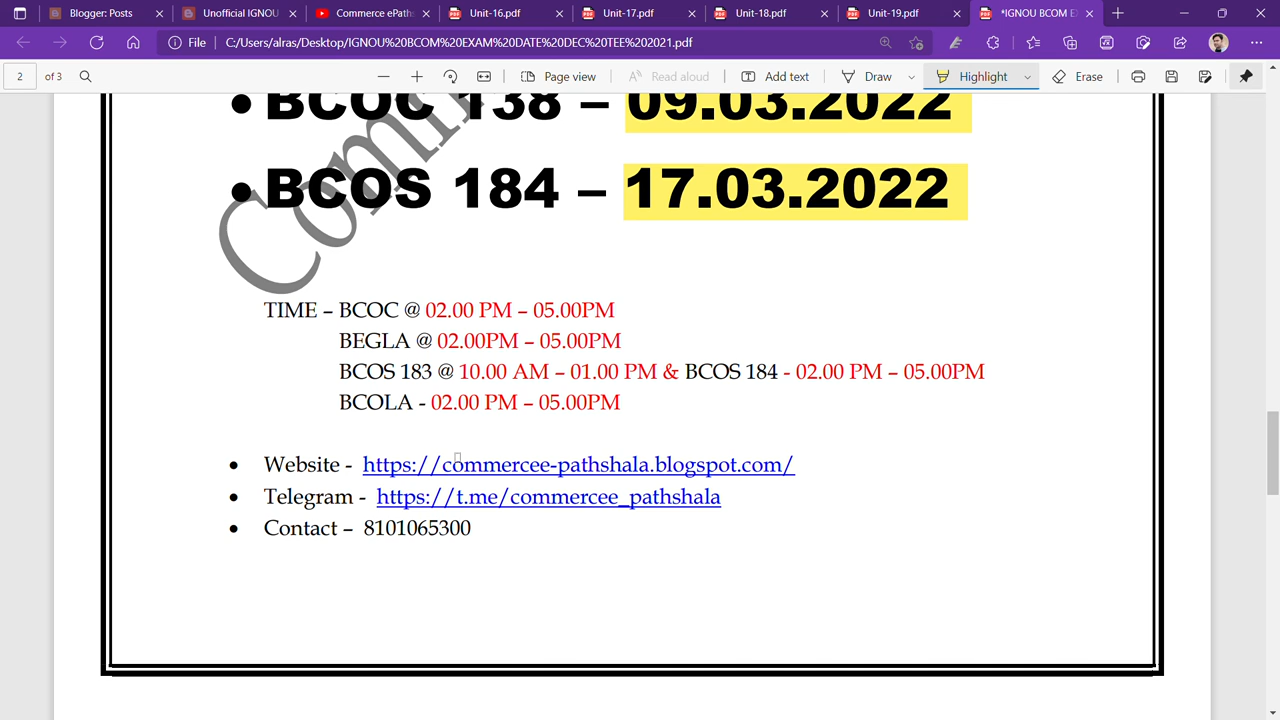 Blogger: Posts
Unofficial IGNOU
Commerce ePath
Unit-16.pdf
Unit-17.pdf
Unit-18.pdf
Unit-19.pdf
*IGNOU BCOM EX
File
C:/Users/alras/Desktop/IGNOU%20BCOM%20EXAM%20DATE%20DEC%20TEE%202021.pdf
2 of 3
Page view
Read aloud
Add text
Draw
Highlight
Erase
• BCOC 138 – 09.03.2022
• BCOS 184 – 17.03.2022
Com
TIME – BCOC @ 02.00 PM – 05.00PM
BEGLA @ 02.00PM – 05.00PM
BCOS 183 @ 10.00 AM – 01.00 PM & BCOS 184 - 02.00 PM – 05.00PM
BCOLA - 02.00 PM – 05.00PM
• Website - https://commercee-pathshala.blogspot.com/
• Telegram - https://t.me/commercee_pathshala
• Contact – 8101065300